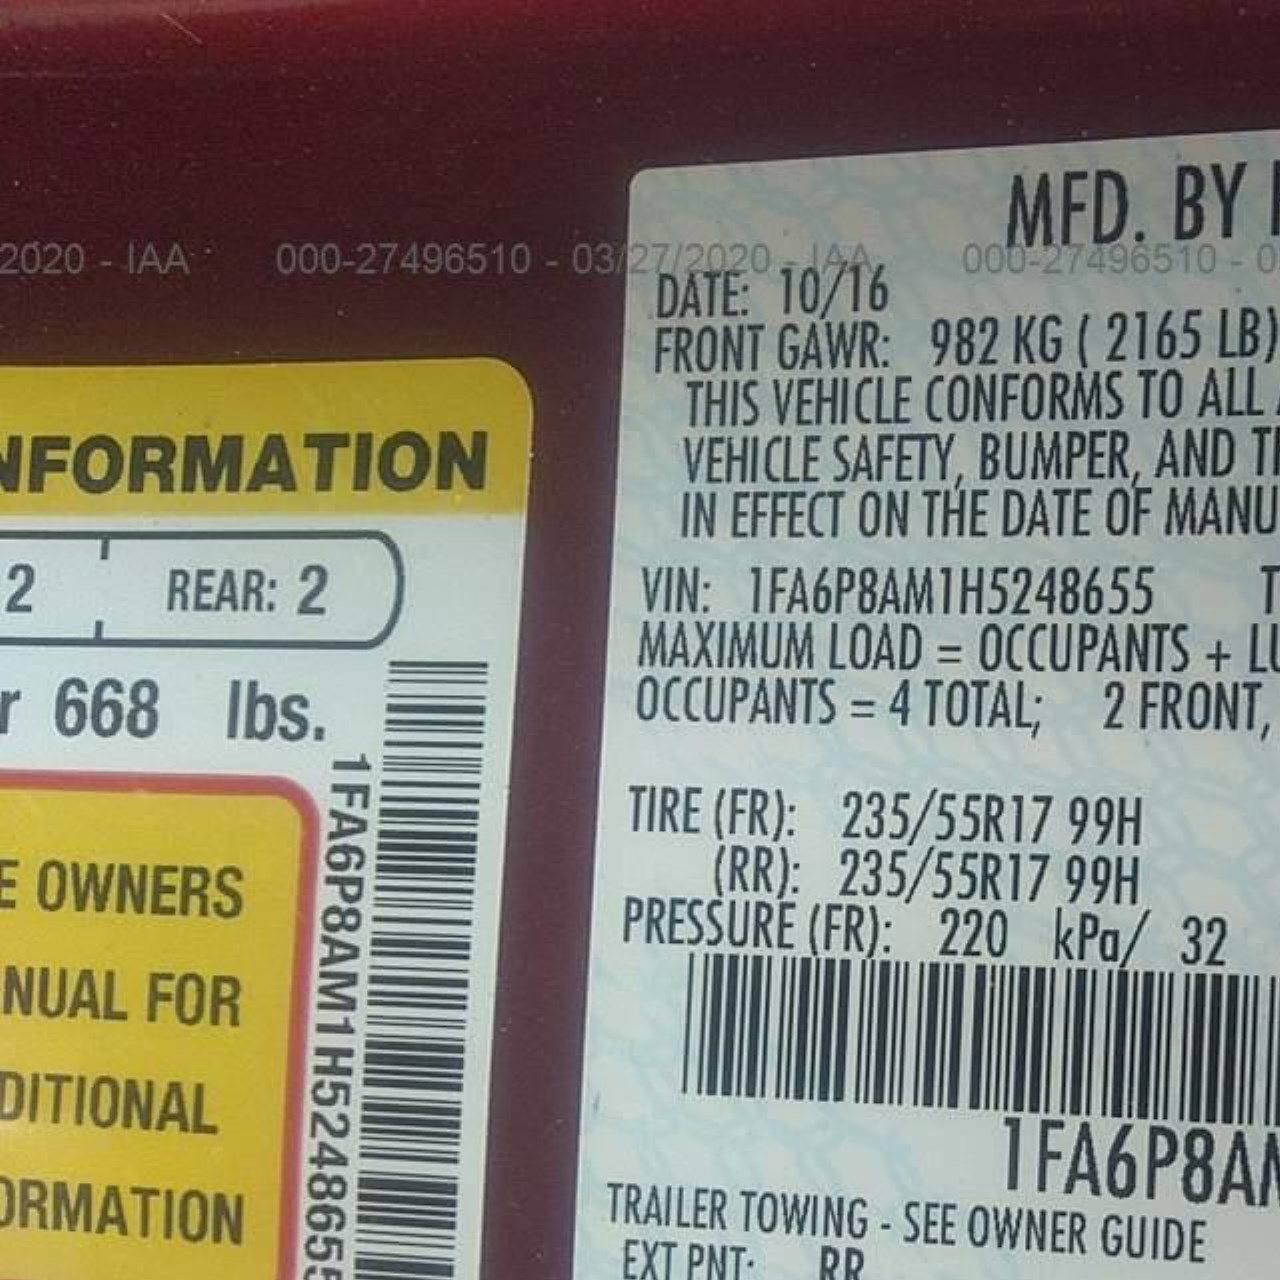 2020 - IAA 000-27496510 - 03/27/2020 - IAA 000-27496510 - 0
NFORMATION
2 REAR: 2
r 668 lbs.
1FA6P8AM1H5248655
E OWNERS
NUAL FOR
DITIONAL
ORMATION
MFD. BY
DATE: 10/16
FRONT GAWR: 982 KG ( 2165 LB)
THIS VEHICLE CONFORMS TO ALL
VEHICLE SAFETY, BUMPER, AND TH
IN EFFECT ON THE DATE OF MANU
VIN: 1FA6P8AM1H5248655 T
MAXIMUM LOAD = OCCUPANTS + LU
OCCUPANTS = 4 TOTAL; 2 FRONT,
TIRE (FR): 235/55R17 99H
(RR): 235/55R17 99H
PRESSURE (FR): 220 kPa/ 32
1FA6P8AM
TRAILER TOWING - SEE OWNER GUIDE
EXT PNT: RR